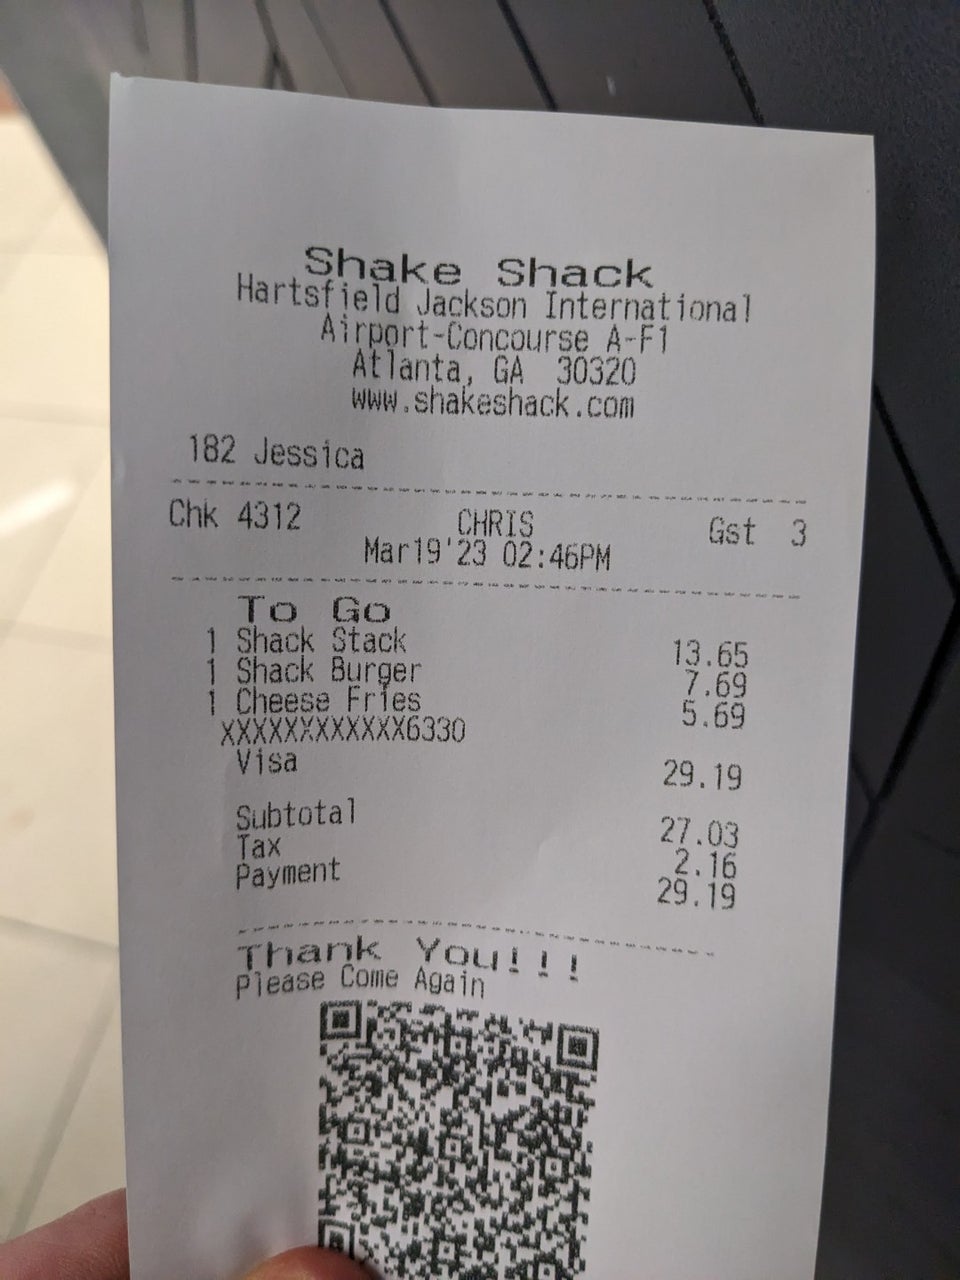 Shake Shack
Hartsfield Jackson International
Airport-Concourse A-F1
Atlanta, GA 30320
www.shakeshack.com
182 Jessica
Chk 4312 CHRIS Gst 3
Mar19'23 02:46PM
To Go
1 Shack Stack 13.65
1 Shack Burger 7.69
1 Cheese Fries 5.69
XXXXXXXXXXXX6330
Visa 29.19
Subtotal 27.03
Tax 2.16
Payment 29.19
Thank You!!!
Please Come Again